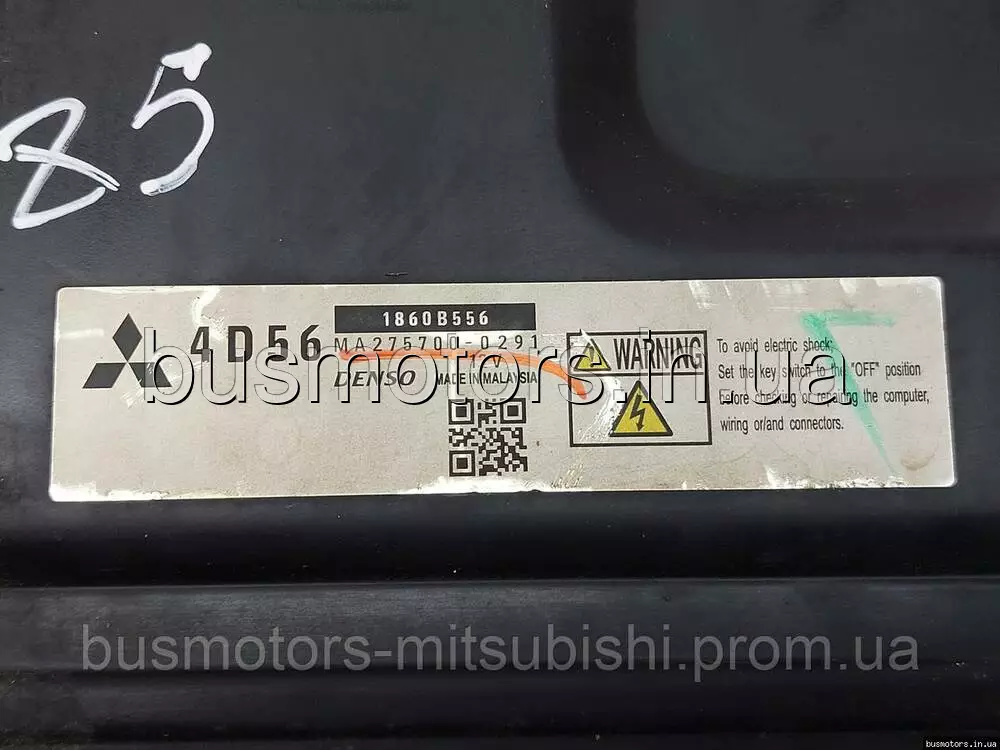 85
4D56
1860B556
MA275700-0291
DENSO
MADE IN MALAYSIA
WARNING
To avoid electric shock:
Set the key switch to the "OFF" position
before checking or repairing the computer,
wiring or/and connectors.
busmotors.in.ua
busmotors-mitsubishi.prom.ua
busmotors.in.ua